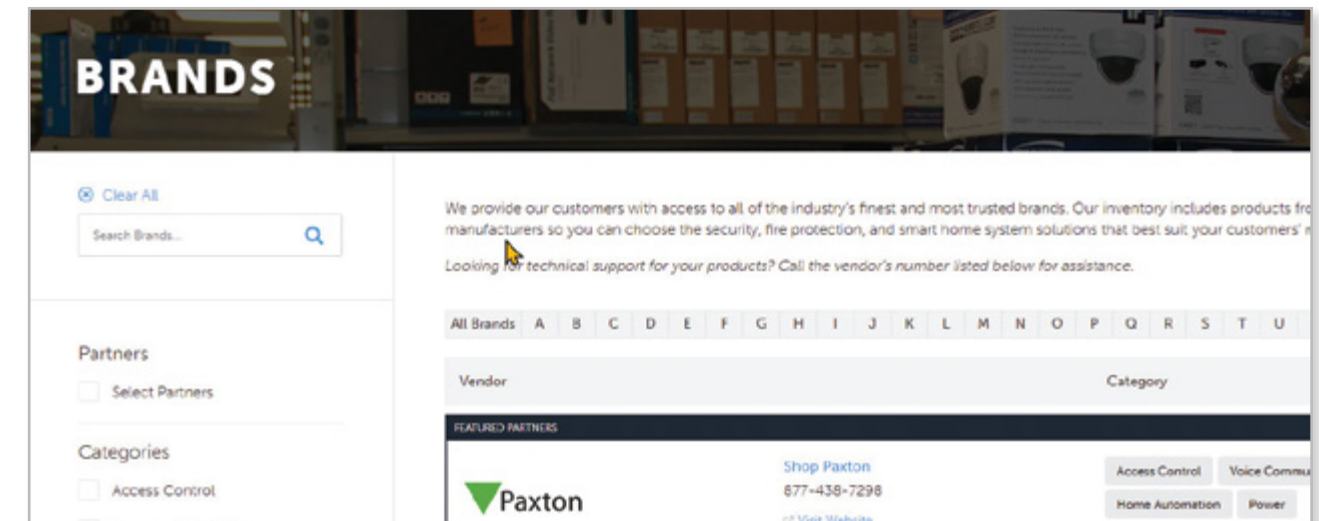 BRANDS
Clear All
Search Brands...
We provide our customers with access to all of the industry's finest and most trusted brands. Our inventory includes products
manufacturers so you can choose the security, fire protection, and smart home system solutions that best suit your customers'
Looking for technical support for your products? Call the vendor's number listed below for assistance.
All Brands A B C D E F G H I J K L M N O P Q R S T U
Partners
Select Partners
Vendor Category
FEATURED PARTNERS
Categories
Access Control
Paxton
Shop Paxton
877-438-7298
Visit Website
Access Control
Home Automation Power